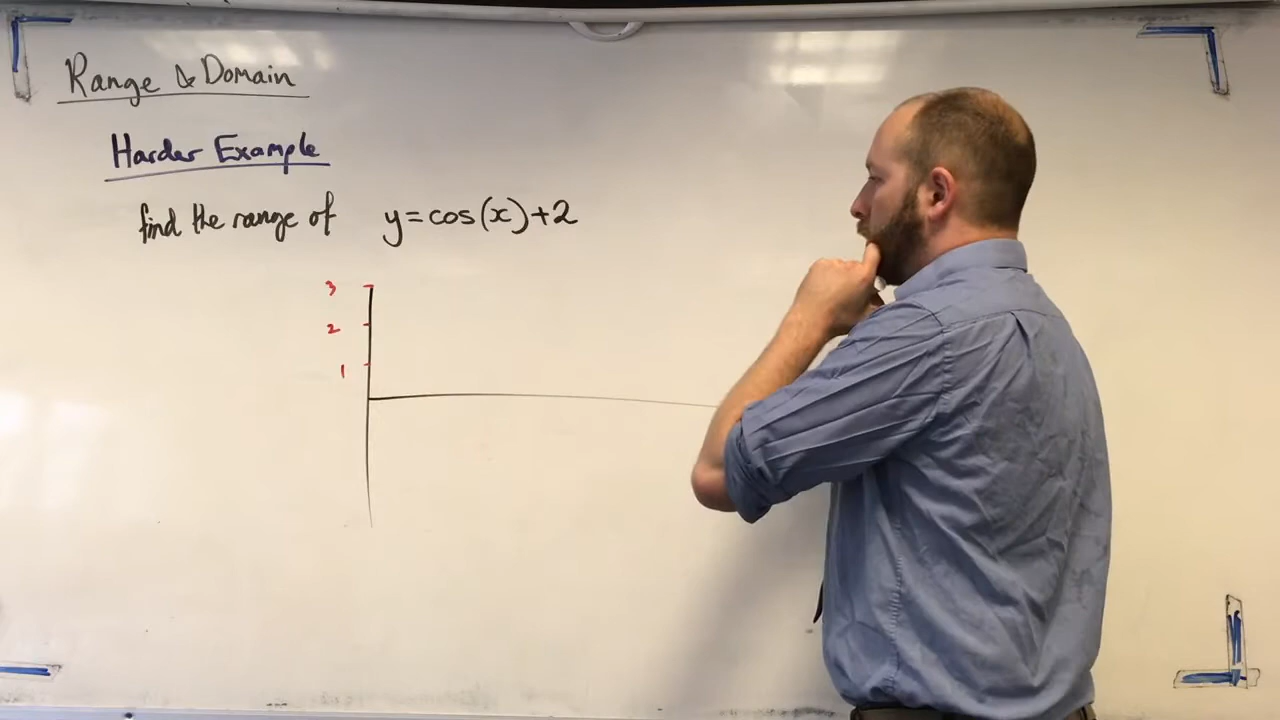 Range & Domain
Harder Example
find the range of y=cos(x)+2
3
2
1